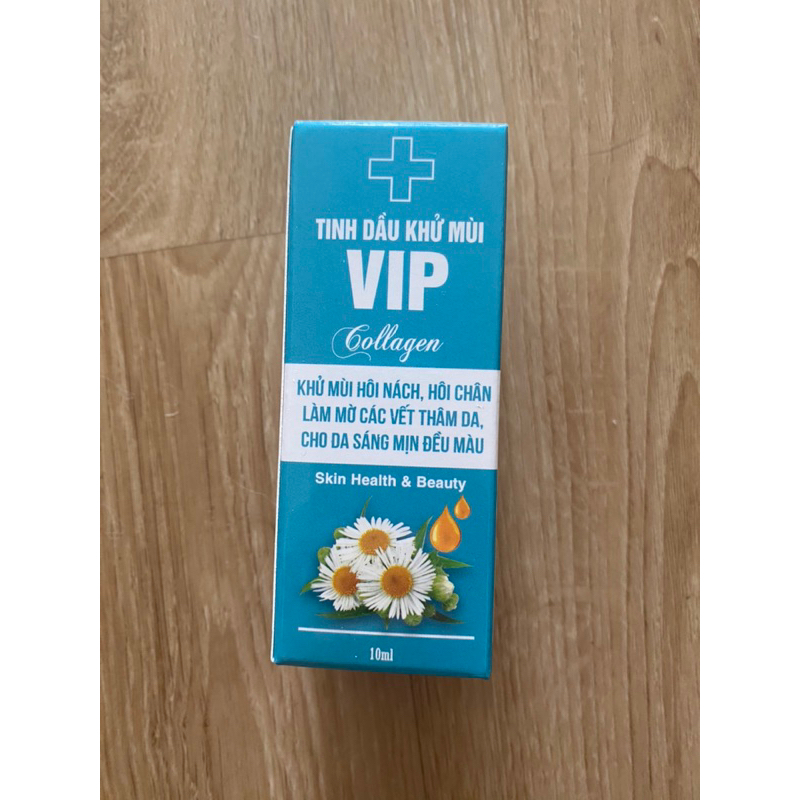 TINH DẦU KHỬ MÙI
VIP
Collagen
KHỬ MÙI HÔI NÁCH, HÔI CHÂN
LÀM MỜ CÁC VẾT THÂM DA,
CHO DA SÁNG MỊN ĐỀU MÀU
Skin Health & Beauty
10ml